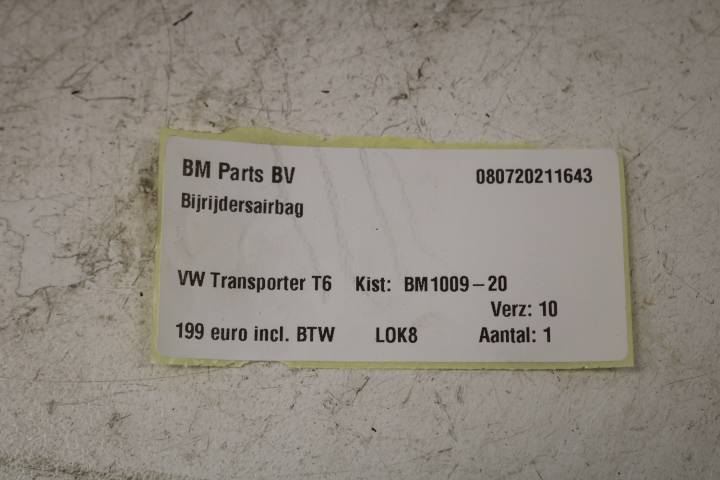 BM Parts BV 080720211643
Bijrijdersairbag
VW Transporter T6 Kist: BM1009-20
Verz: 10
199 euro incl. BTW LOK8 Aantal: 1